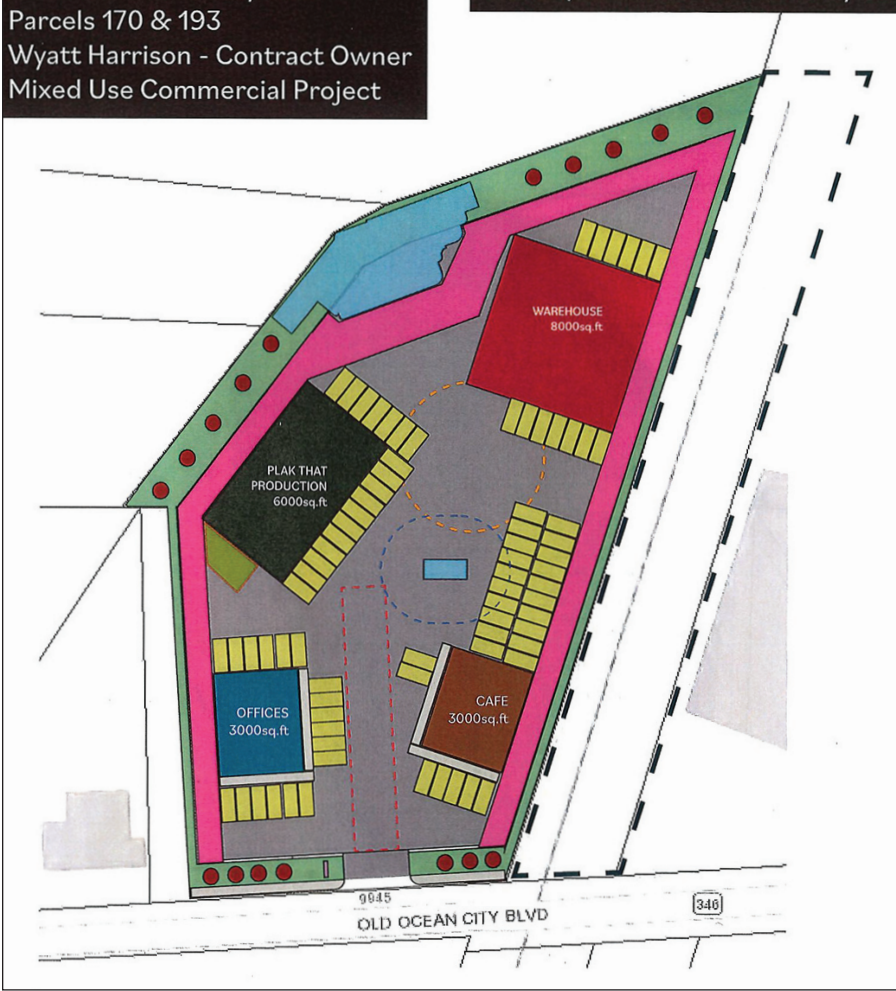 Parcels 170 & 193
Wyatt Harrison - Contract Owner
Mixed Use Commercial Project
WAREHOUSE
8000sq.ft
PLAK THAT
PRODUCTION
6000sq.ft
OFFICES
3000sq.ft
CAFE
3000sq.ft
9945
OLD OCEAN CITY BLVD
346